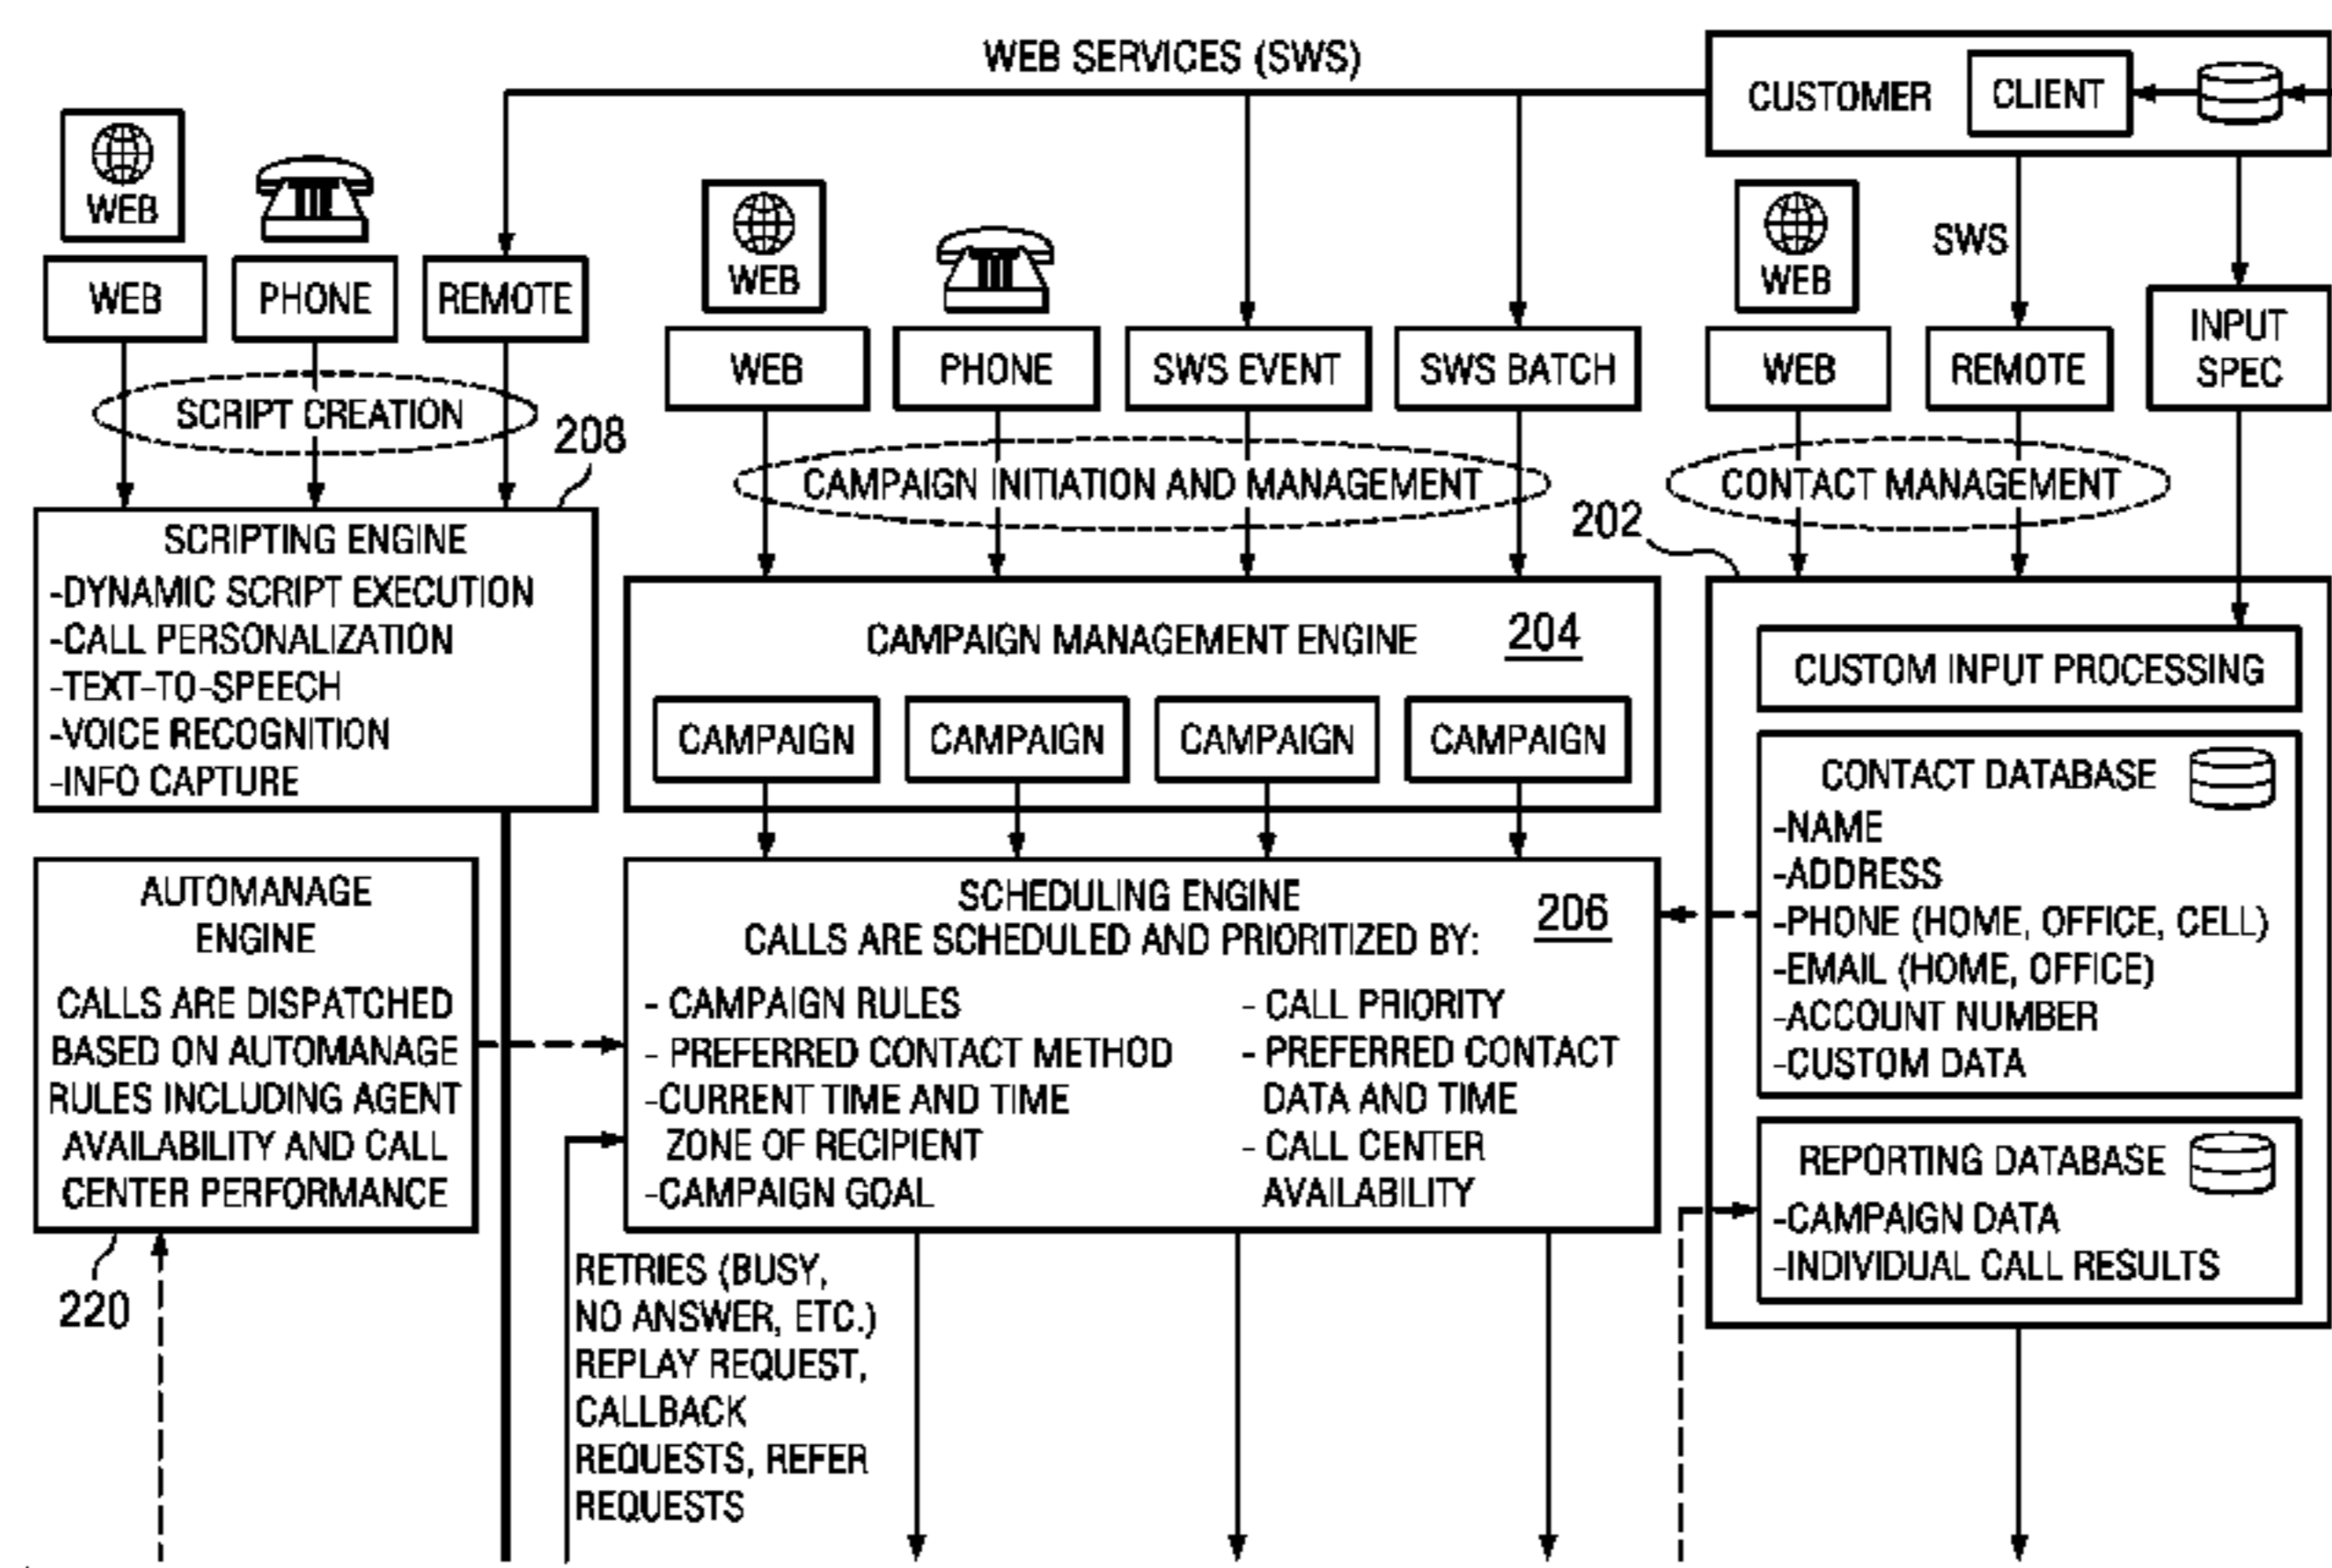 WEB SERVICES (SWS)
CUSTOMER
CLIENT
WEB
WEB
PHONE
REMOTE
SCRIPT CREATION
208
SCRIPTING ENGINE
-DYNAMIC SCRIPT EXECUTION
-CALL PERSONALIZATION
-TEXT-TO-SPEECH
-VOICE RECOGNITION
-INFO CAPTURE
WEB
WEB
PHONE
SWS EVENT
SWS BATCH
CAMPAIGN INITIATION AND MANAGEMENT
CAMPAIGN MANAGEMENT ENGINE
204
CAMPAIGN
CAMPAIGN
CAMPAIGN
CAMPAIGN
WEB
SWS
WEB
REMOTE
INPUT
SPEC
CONTACT MANAGEMENT
202
CUSTOM INPUT PROCESSING
CONTACT DATABASE
-NAME
-ADDRESS
-PHONE (HOME, OFFICE, CELL)
-EMAIL (HOME, OFFICE)
-ACCOUNT NUMBER
-CUSTOM DATA
REPORTING DATABASE
-CAMPAIGN DATA
-INDIVIDUAL CALL RESULTS
AUTOMANAGE
ENGINE
CALLS ARE DISPATCHED
BASED ON AUTOMANAGE
RULES INCLUDING AGENT
AVAILABILITY AND CALL
CENTER PERFORMANCE
220
SCHEDULING ENGINE
206
CALLS ARE SCHEDULED AND PRIORITIZED BY:
- CAMPAIGN RULES
- PREFERRED CONTACT METHOD
-CURRENT TIME AND TIME
ZONE OF RECIPIENT
-CAMPAIGN GOAL
- CALL PRIORITY
- PREFERRED CONTACT
DATA AND TIME
- CALL CENTER
AVAILABILITY
RETRIES (BUSY,
NO ANSWER, ETC.)
REPLAY REQUEST,
CALLBACK
REQUESTS, REFER
REQUESTS